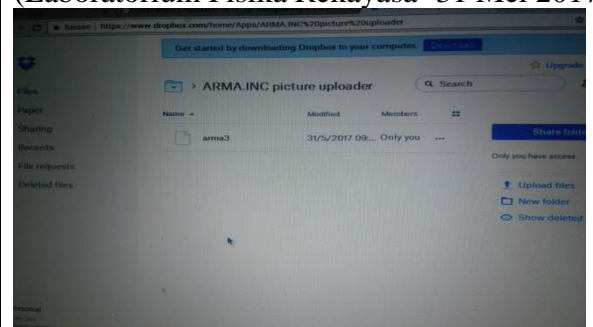 (Laboratorium Fisika Rekayasa 31 Mei 2017
Secure https://www.dropbox.com/home/Apps/ARMA.INC%20picture%20uploader
Get started by downloading Dropbox to your computer. Download
Upgrade
Files
Paper
Sharing
Recents
File requests
Deleted files
> ARMA.INC picture uploader
Search
Name Modified Members
arma3 31/5/2017 09:... Only you ...
Share folde
Only you have access
Upload files
New folder
Show deleted
ersonal